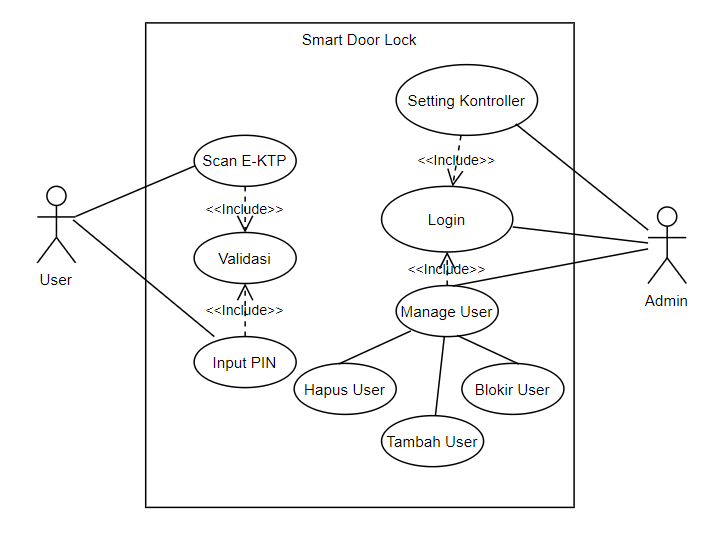 Smart Door Lock
Setting Kontroller
Scan E-KTP
<<Include>>
<<Include>>
Login
User
Validasi
Admin
<<Include>>
<<Include>>
Manage User
Input PIN
Hapus User
Blokir User
Tambah User